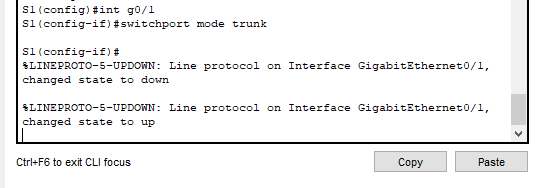 S1(config)#int g0/1
S1(config-if)#switchport mode trunk
S1(config-if)#
%LINEPROTO-5-UPDOWN: Line protocol on Interface GigabitEthernet0/1,
changed state to down
%LINEPROTO-5-UPDOWN: Line protocol on Interface GigabitEthernet0/1,
changed state to up
Ctrl+F6 to exit CLI focus
Copy
Paste